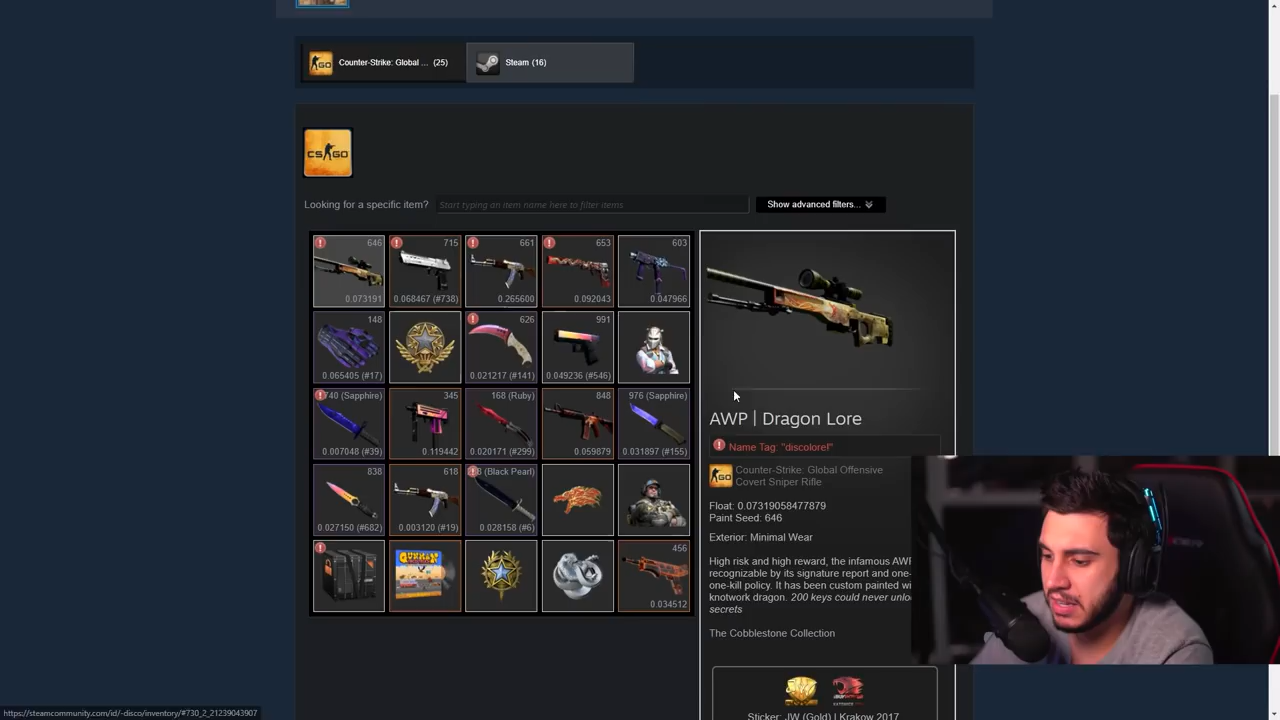 Counter-Strike: Global ... (25)
Steam (16)
CS GO
Looking for a specific item?
Start typing an item name here to filter items
Show advanced filters...
646
0.073191
715
0.068467 (#738)
661
0.265600
653
0.092043
603
0.047966
148
0.065405 (#17)
626
0.021217 (#141)
991
0.049236 (#546)
740 (Sapphire)
0.007048 (#39)
345
0.119442
168 (Ruby)
0.020171 (#299)
848
0.059879
976 (Sapphire)
0.031897 (#155)
838
0.027150 (#682)
618
0.003120 (#19)
(Black Pearl)
0.028158 (#6)
456
0.034512
AWP | Dragon Lore
Name Tag: "discolore!"
Counter-Strike: Global Offensive
Covert Sniper Rifle
Float: 0.07319058477879
Paint Seed: 646
Exterior: Minimal Wear
High risk and high reward, the infamous AWP
recognizable by its signature report and one-
one-kill policy. It has been custom painted wi
knotwork dragon. 200 keys could never unlo
secrets
The Cobblestone Collection
Sticker: JW (Gold) | Krakow 2017
https://steamcommunity.com/id/-disco/inventory/#730_2_21239043907